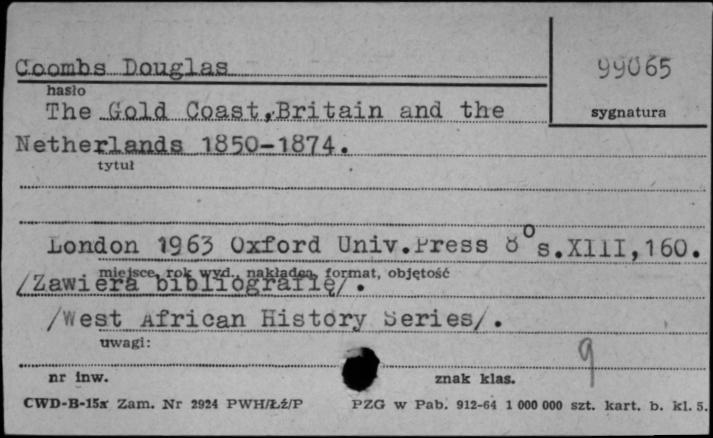 Coombs Douglas
99065
hasło
The Gold Coast,Britain and the
sygnatura
Netherlands 1850-1874.
tytuł
London 1963 Oxford Univ.Press 8° s.XIII,160.
miejsce, rok wyd., nakładca, format, objętość
/Zawiera bibliografię/.
/West African History Series/.
uwagi:
9
nr inw.
znak klas.
CWD-B-15a Zam. Nr 2924 PWH/Łź/P PZG w Pab. 912-64 1 000 000 szt. kart. b. kl. 5.